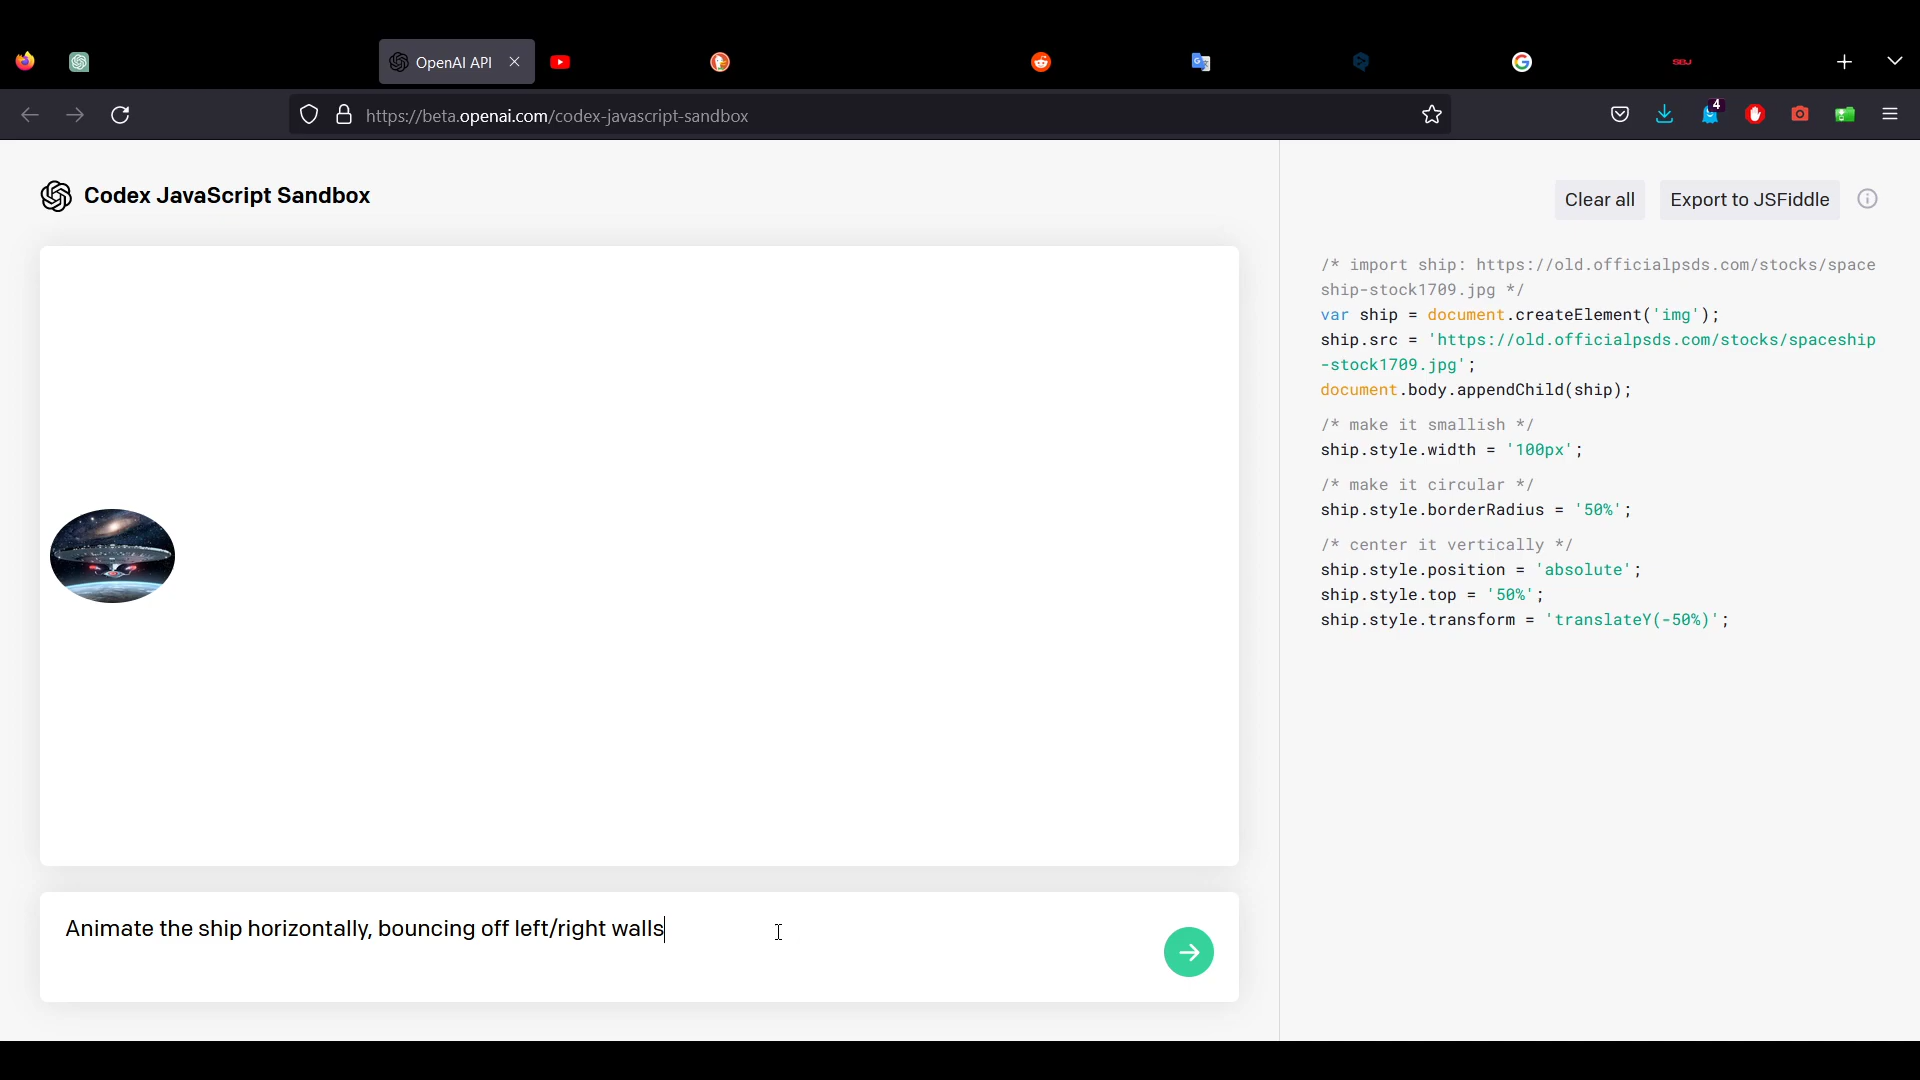 OpenAI API
SBJ
4
https://beta.openai.com/codex-javascript-sandbox
Codex JavaScript Sandbox
Clear all
Export to JSFiddle
/* import ship: https://old.officialpsds.com/stocks/space
ship-stock1709.jpg */
var ship = document.createElement('img');
ship.src = 'https://old.officialpsds.com/stocks/spaceship
-stock1709.jpg';
document.body.appendChild(ship);
/* make it smallish */
ship.style.width = '100px';
/* make it circular */
ship.style.borderRadius = '50%';
/* center it vertically */
ship.style.position = 'absolute';
ship.style.top = '50%';
ship.style.transform = 'translateY(-50%)';
Animate the ship horizontally, bouncing off left/right walls